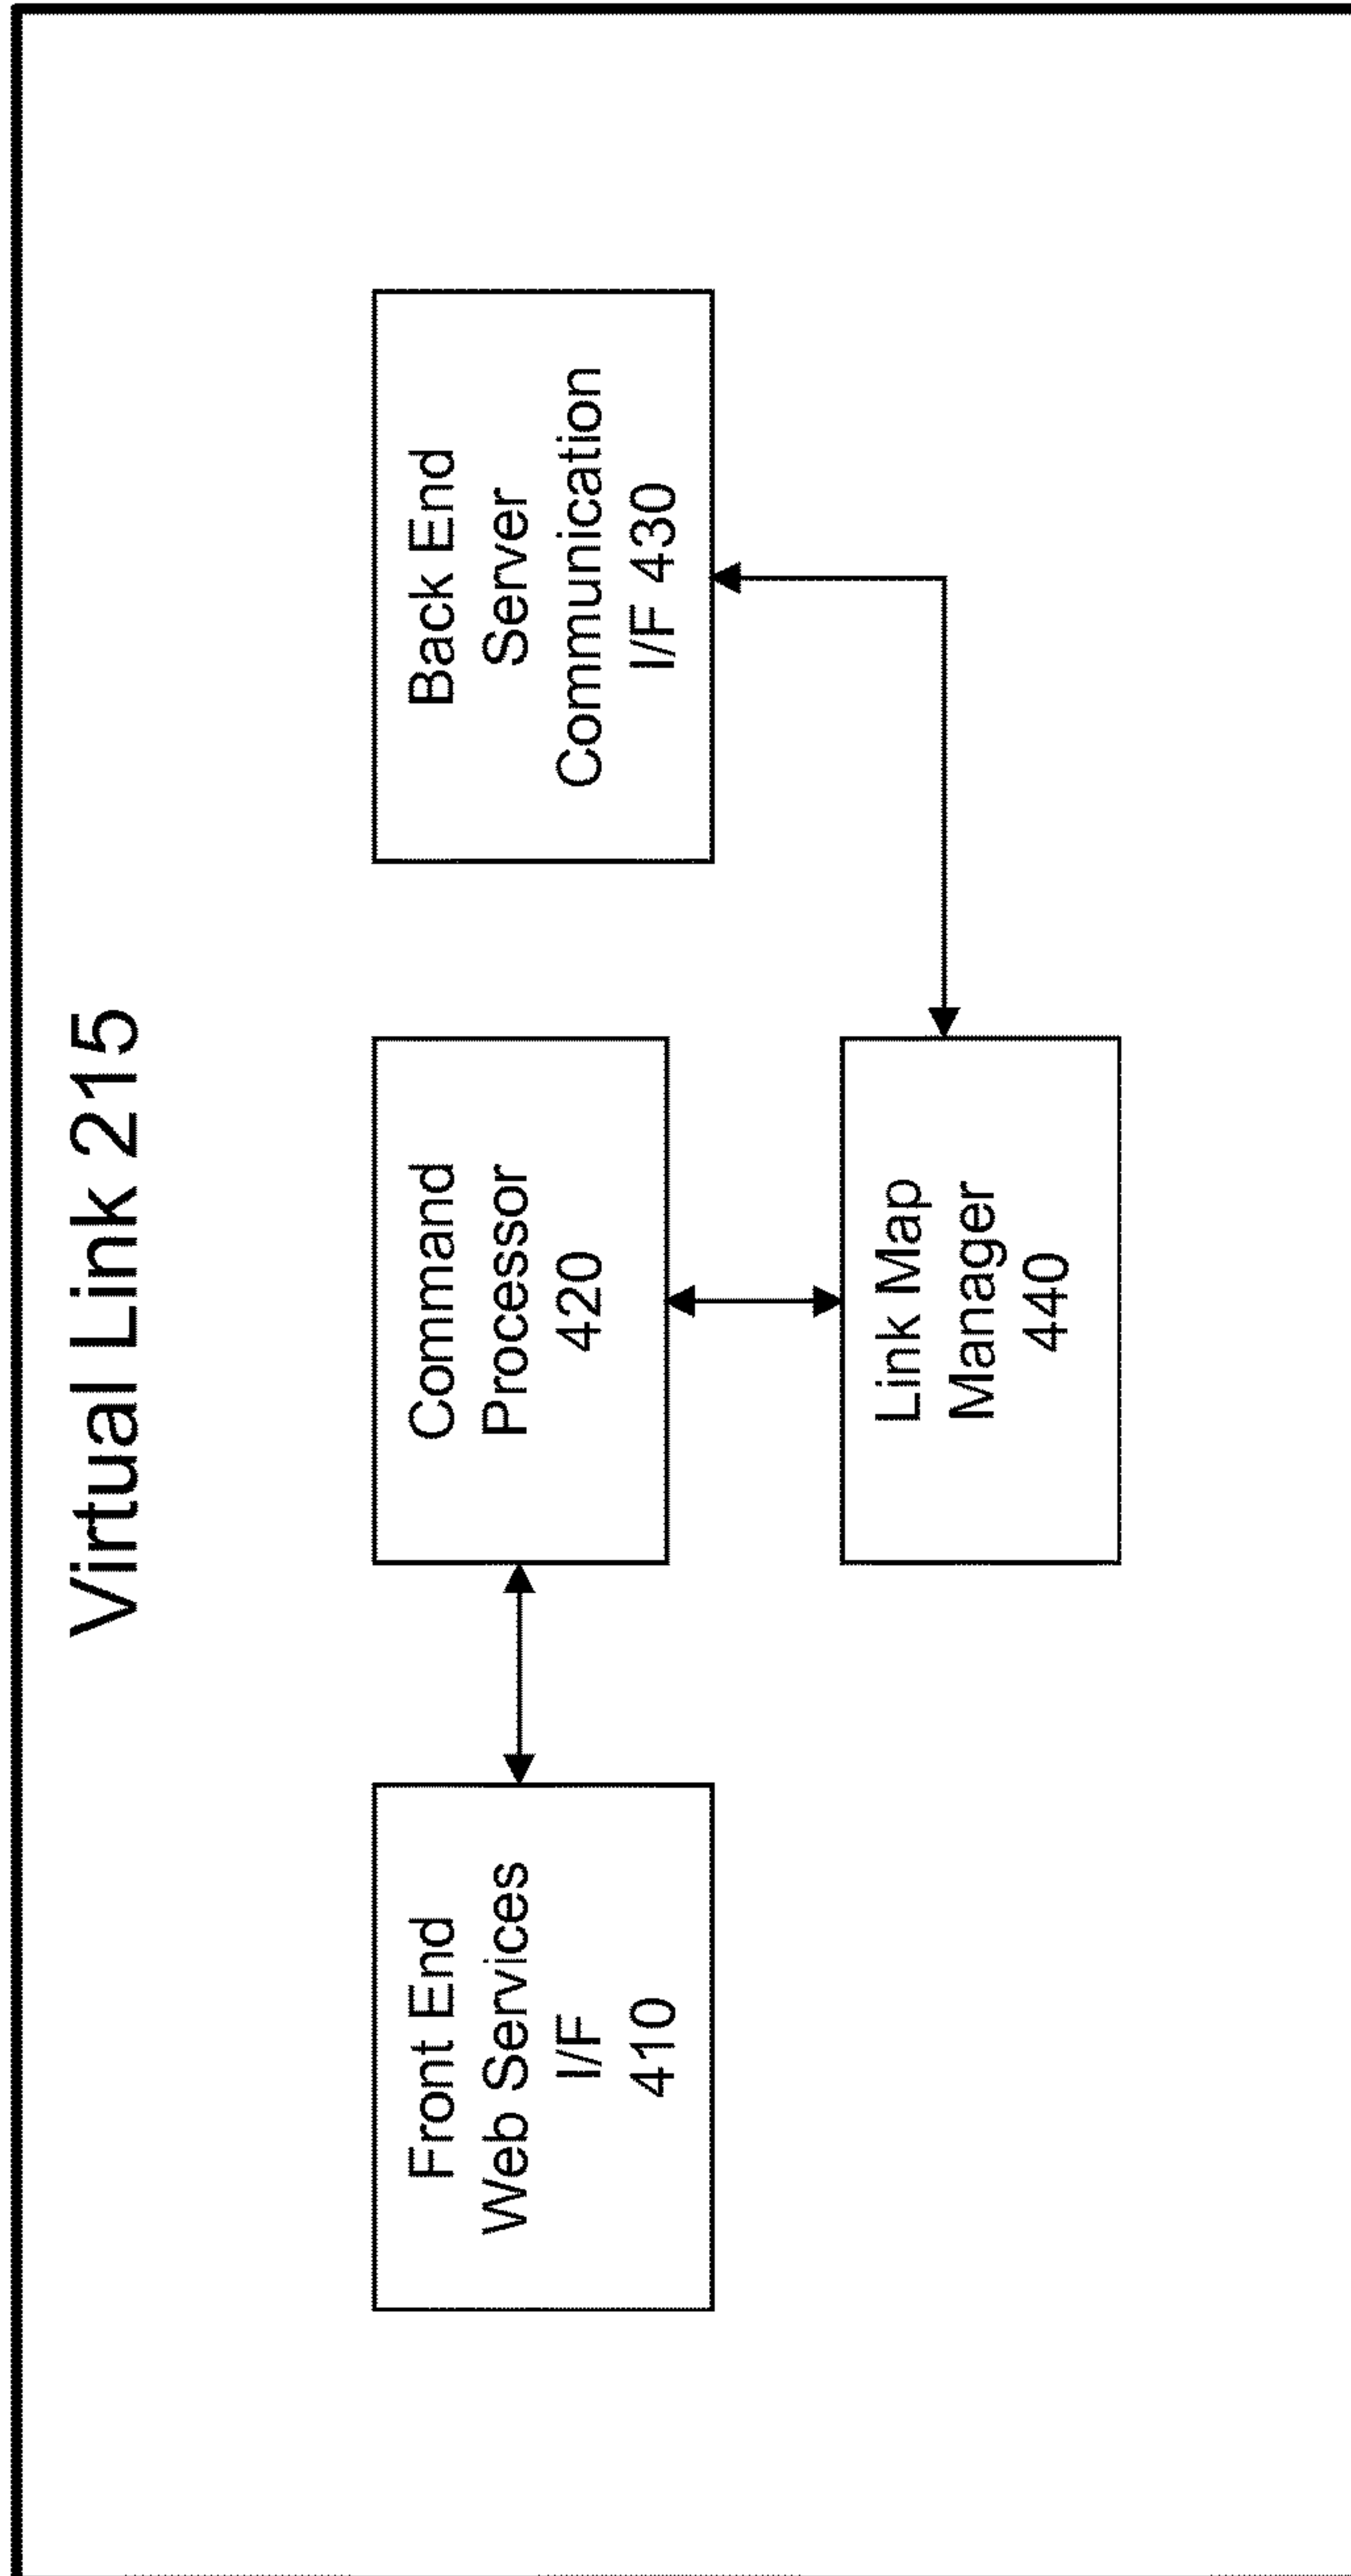 Virtual Link 215
Front End
Web Services
I/F
410
Command
Processor
420
Back End
Server
Communication
I/F 430
Link Map
Manager
440